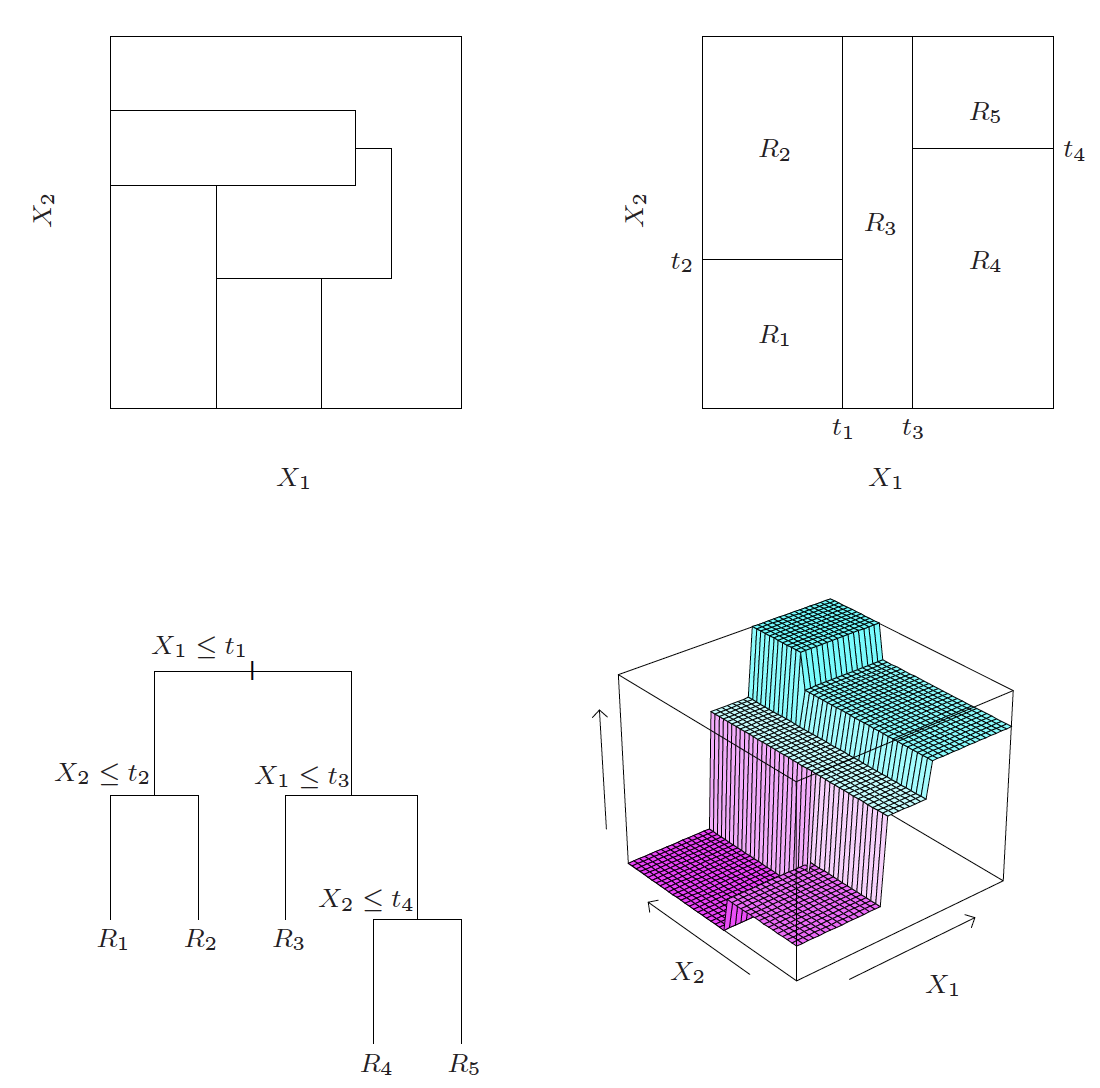 X₂
X₁
R₂
R₅
t₄
X₂
R₃
t₂
R₄
R₁
t₁ t₃
X₁
X₁ ≤ t₁
X₂ ≤ t₂
X₁ ≤ t₃
X₂ ≤ t₄
R₁ R₂ R₃
R₄ R₅
X₂
X₁